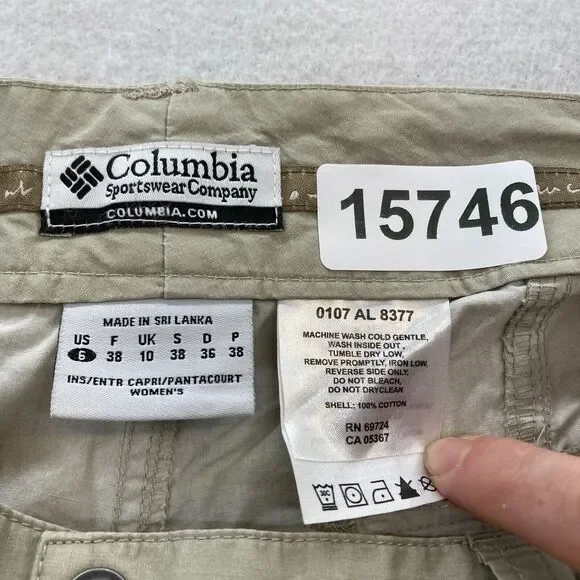 Columbia
Sportswear Company
COLUMBIA.COM
15746
MADE IN SRI LANKA
US F UK S D P
6 38 10 38 36 38
INS/ENTR CAPRI/PANTACOURT
WOMEN'S
0107 AL 8377
MACHINE WASH COLD GENTLE,
WASH INSIDE OUT,
TUMBLE DRY LOW,
REMOVE PROMPTLY, IRON LOW,
REVERSE SIDE ONLY,
DO NOT BLEACH,
DO NOT DRYCLEAN
SHELL: 100% COTTON
RN 69724
CA 05367